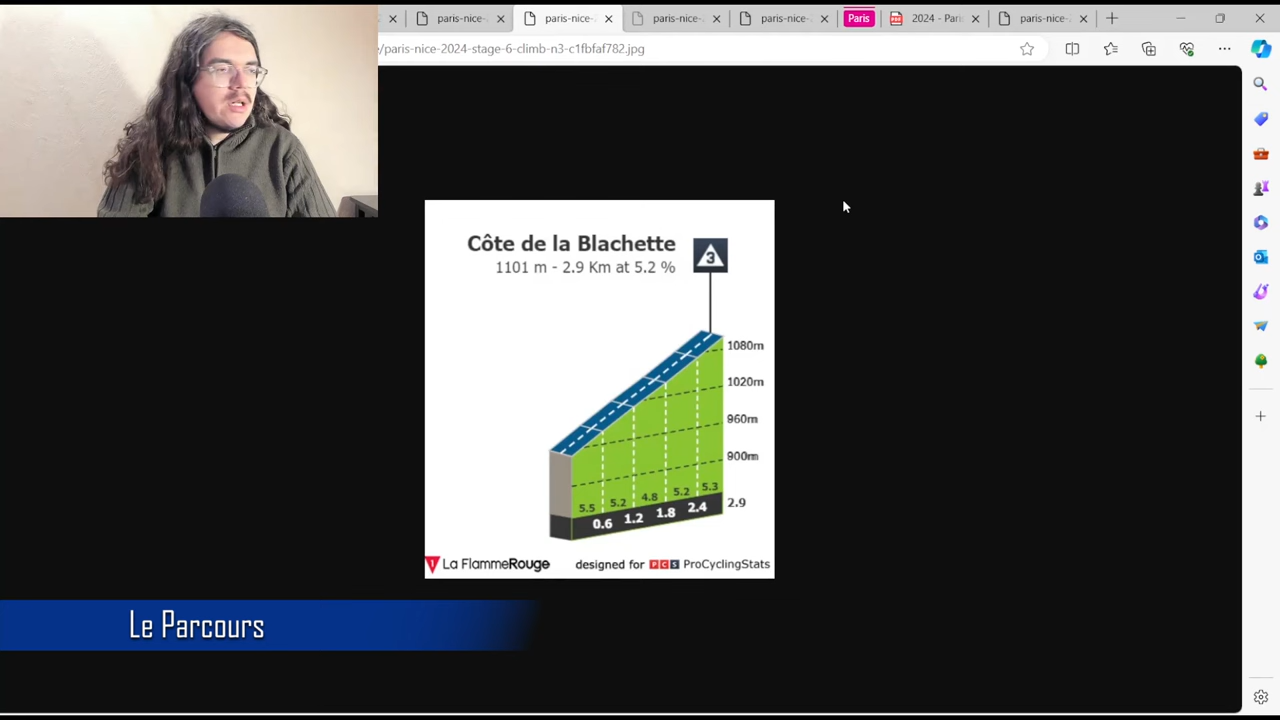 paris-nice-
paris-nice-
paris-nice-
paris-nice-
Paris
2024 - Par
paris-nice-
/paris-nice-2024-stage-6-climb-n3-c1fbfaf782.jpg
Côte de la Blachette
1101 m - 2.9 Km at 5.2 %
3
1080m
1020m
960m
900m
5.5 5.2 4.8 5.2 5.3
0.6 1.2 1.8 2.4 2.9
La FlammeRouge designed for PCS ProCyclingStats
Le Parcours